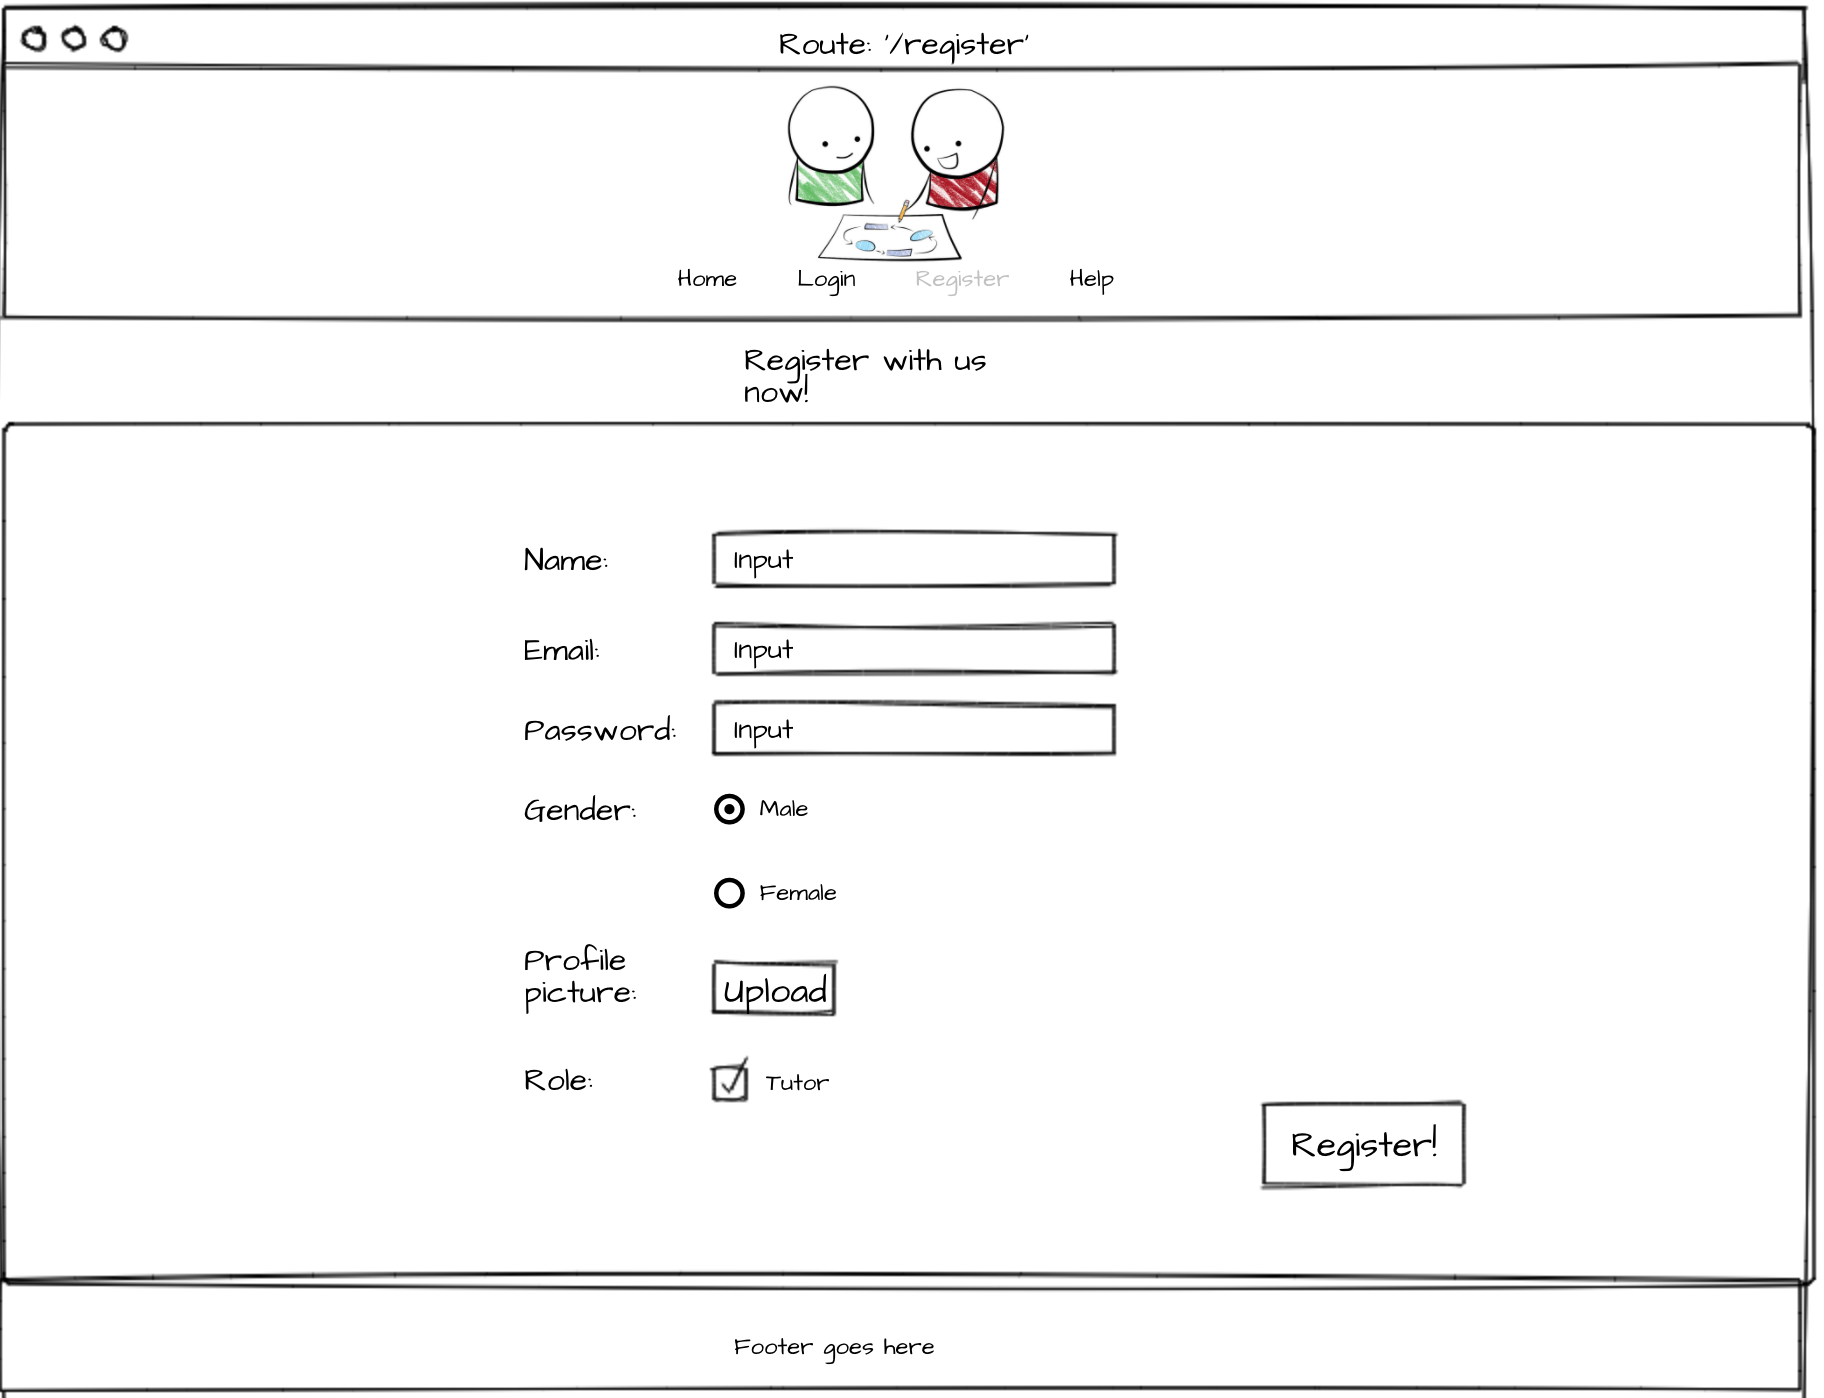 Route: '/register'
Home Login Register Help
Register with us
now!
Name: Input
Email: Input
Password: Input
Gender: Male
Female
Profile
picture: Upload
Role: Tutor
Register!
Footer goes here